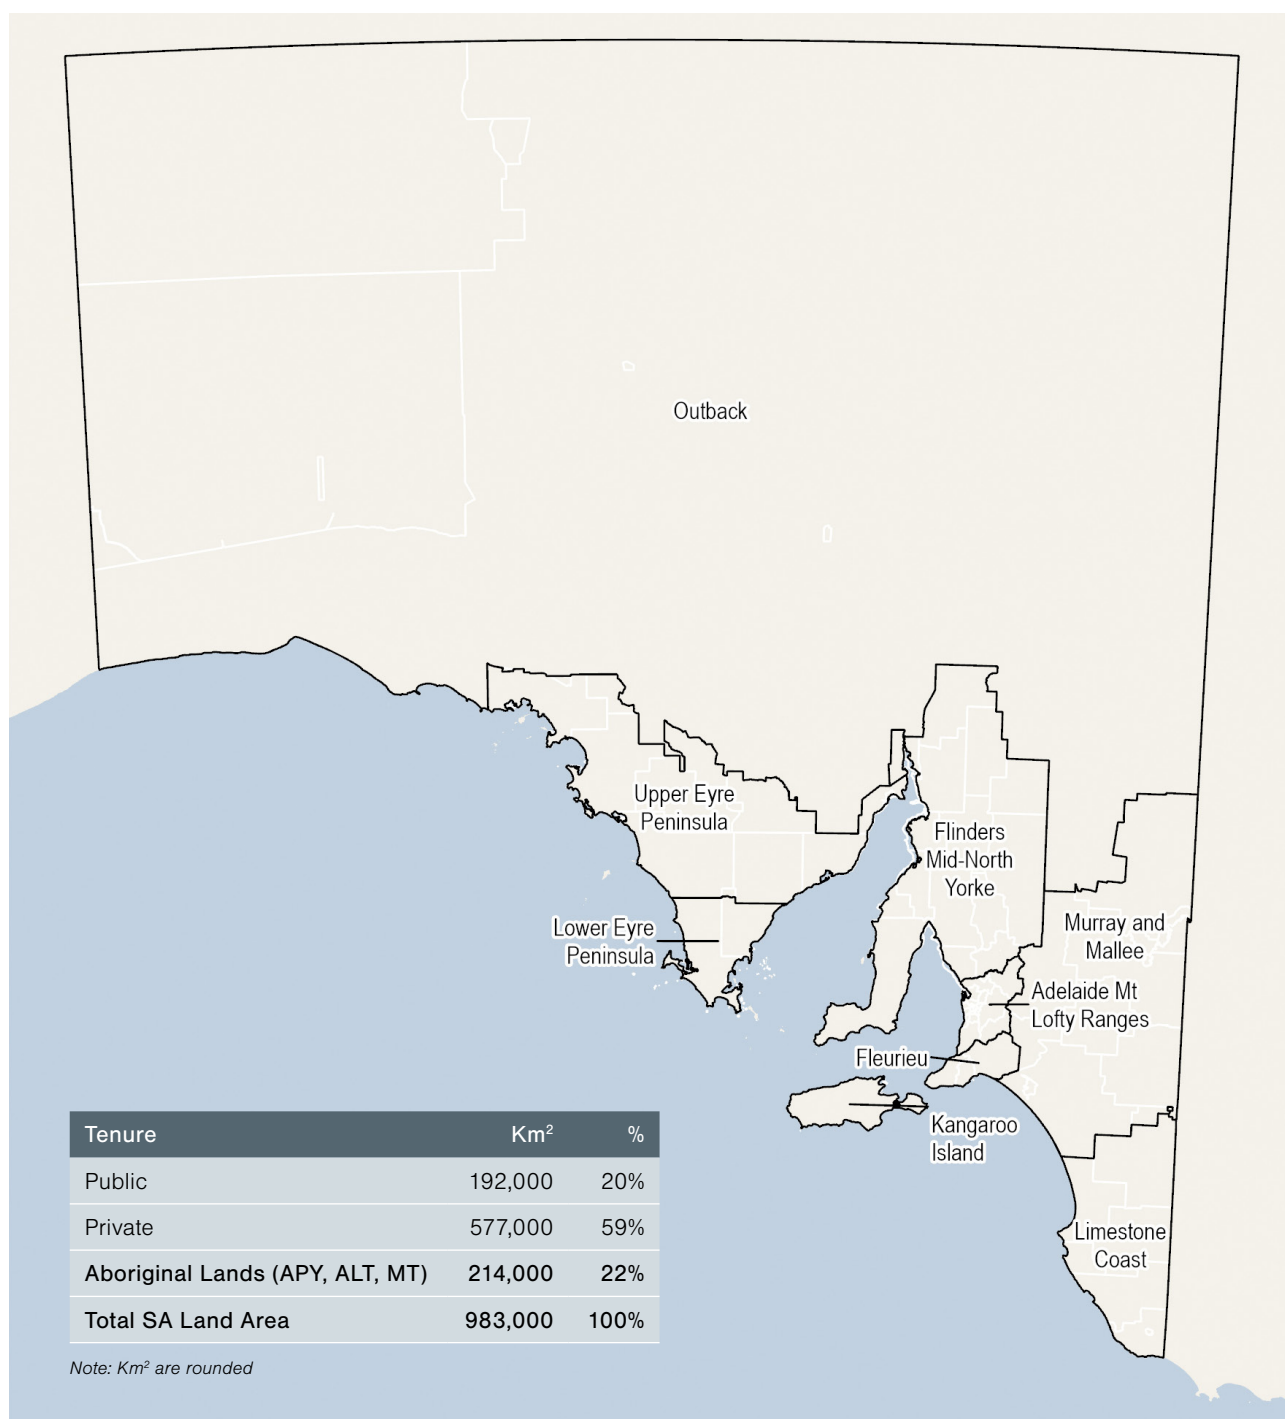 Outback
Upper Eyre
Peninsula
Flinders
Mid-North
Yorke
Lower Eyre
Peninsula
Murray and
Mallee
Adelaide Mt
Lofty Ranges
Fleurieu
Kangaroo
Island
Limestone
Coast
Tenure Km² %
Public 192,000 20%
Private 577,000 59%
Aboriginal Lands (APY, ALT, MT) 214,000 22%
Total SA Land Area 983,000 100%
Note: Km² are rounded